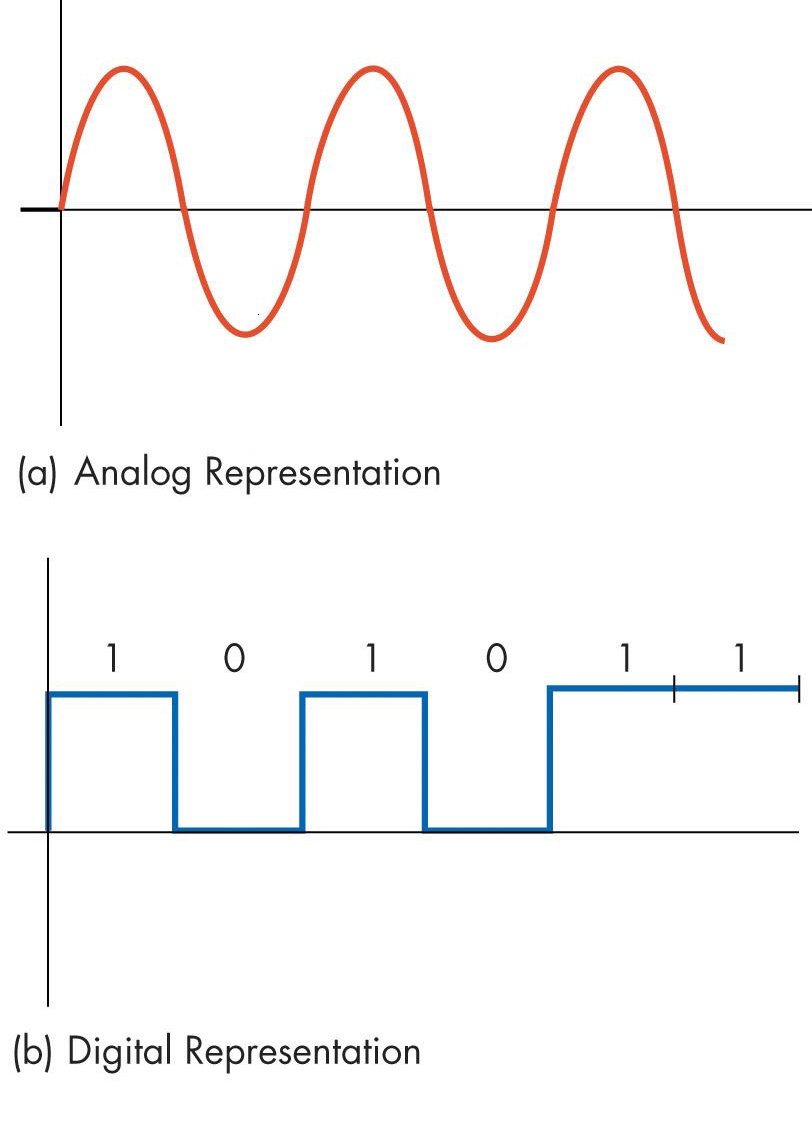 (a) Analog Representation
1 0 1 0 1 1
(b) Digital Representation